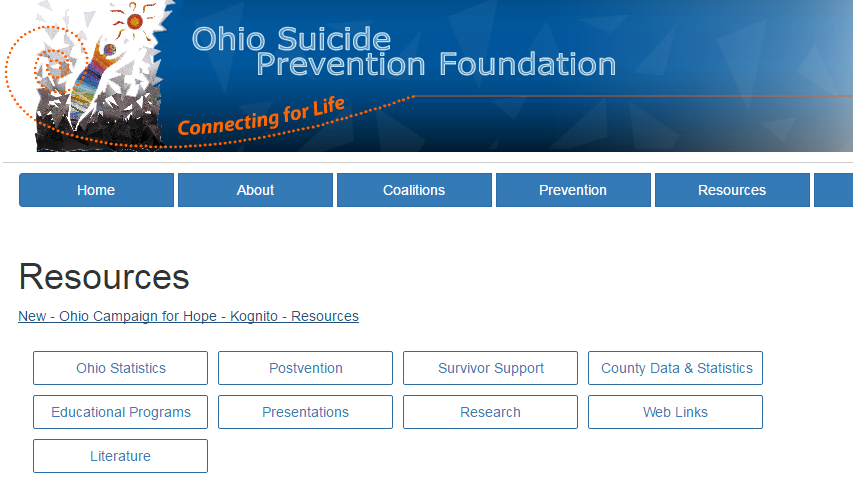 Ohio Suicide
Prevention Foundation
Connecting for Life
Home About Coalitions Prevention Resources
Resources
New - Ohio Campaign for Hope - Kognito - Resources
Ohio Statistics Postvention Survivor Support County Data & Statistics
Educational Programs Presentations Research Web Links
Literature